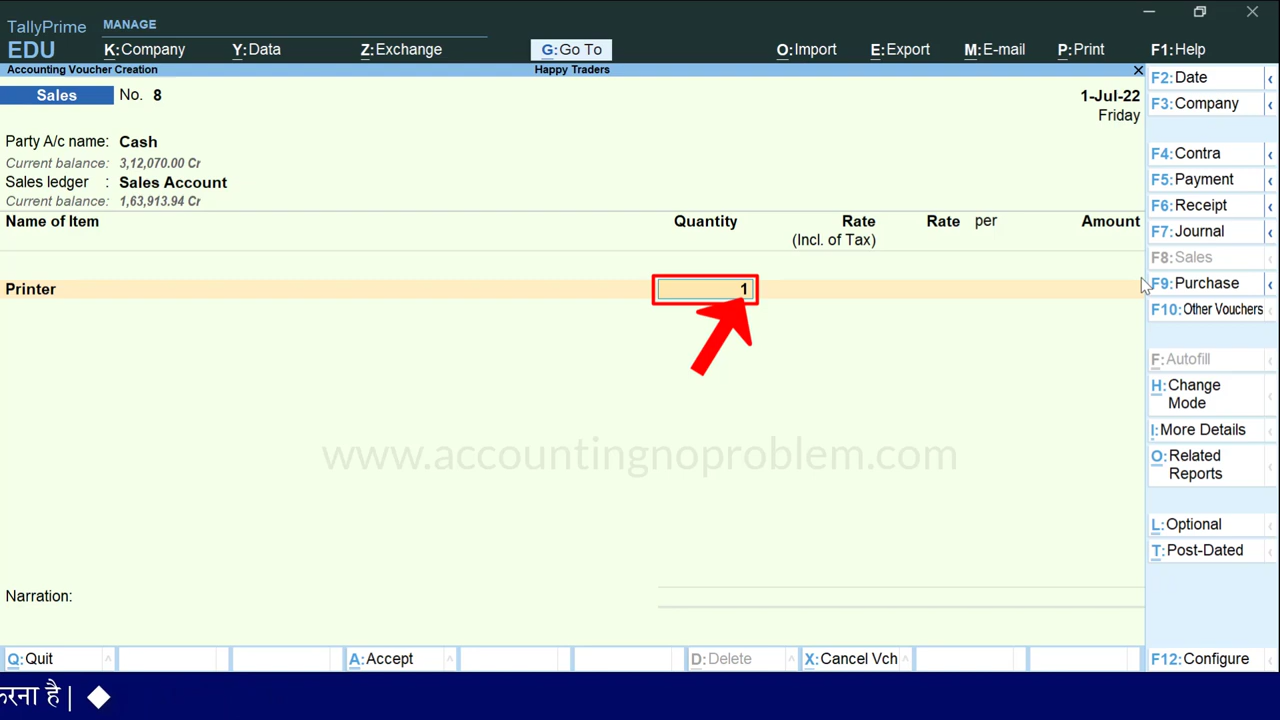 TallyPrime MANAGE
EDU K:Company Y:Data Z:Exchange G:Go To O:Import E:Export M:E-mail P:Print F1:Help
Accounting Voucher Creation Happy Traders
Sales No. 8 1-Jul-22
Friday
Party A/c name: Cash
Current balance: 3,12,070.00 Cr
Sales ledger : Sales Account
Current balance: 1,63,913.94 Cr
Name of Item Quantity Rate Rate per Amount
(Incl. of Tax)
Printer 1
www.accountingnoproblem.com
Narration:
F2:Date
F3:Company
F4:Contra
F5:Payment
F6:Receipt
F7:Journal
F8:Sales
F9:Purchase
F10:Other Vouchers
F:Autofill
H:Change
Mode
I:More Details
O:Related
Reports
L:Optional
T:Post-Dated
Q:Quit A:Accept D:Delete X:Cancel Vch F12:Configure
है |